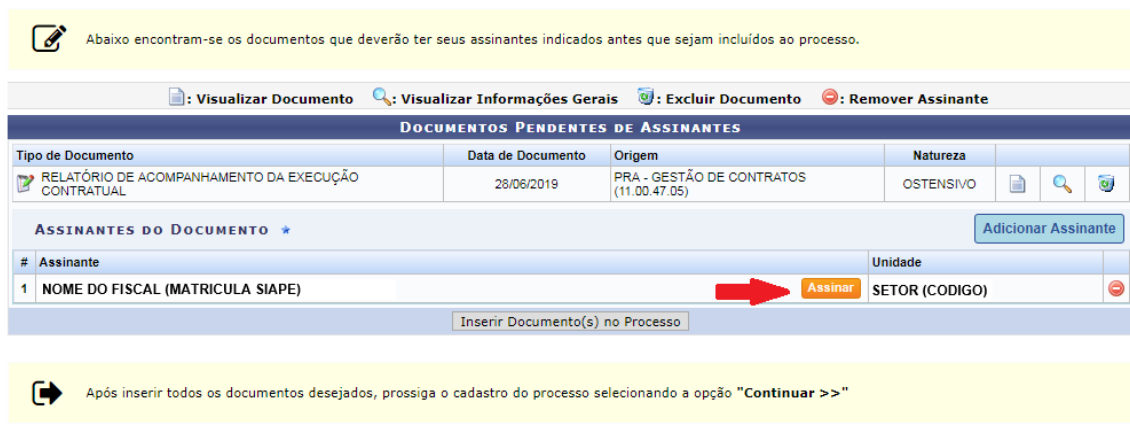 Abaixo encontram-se os documentos que deverão ter seus assinantes indicados antes que sejam incluídos ao processo.
: Visualizar Documento : Visualizar Informações Gerais : Excluir Documento : Remover Assinante
DOCUMENTOS PENDENTES DE ASSINANTES
Tipo de Documento Data de Documento Origem Natureza
RELATÓRIO DE ACOMPANHAMENTO DA EXECUÇÃO
CONTRATUAL
28/06/2019
PRA - GESTÃO DE CONTRATOS
(11.00.47.05)
OSTENSIVO
ASSINANTES DO DOCUMENTO Adicionar Assinante
# Assinante Unidade
1 NOME DO FISCAL (MATRICULA SIAPE) Assinar SETOR (CODIGO)
Inserir Documento(s) no Processo
Após inserir todos os documentos desejados, prossiga o cadastro do processo selecionando a opção "Continuar >>"